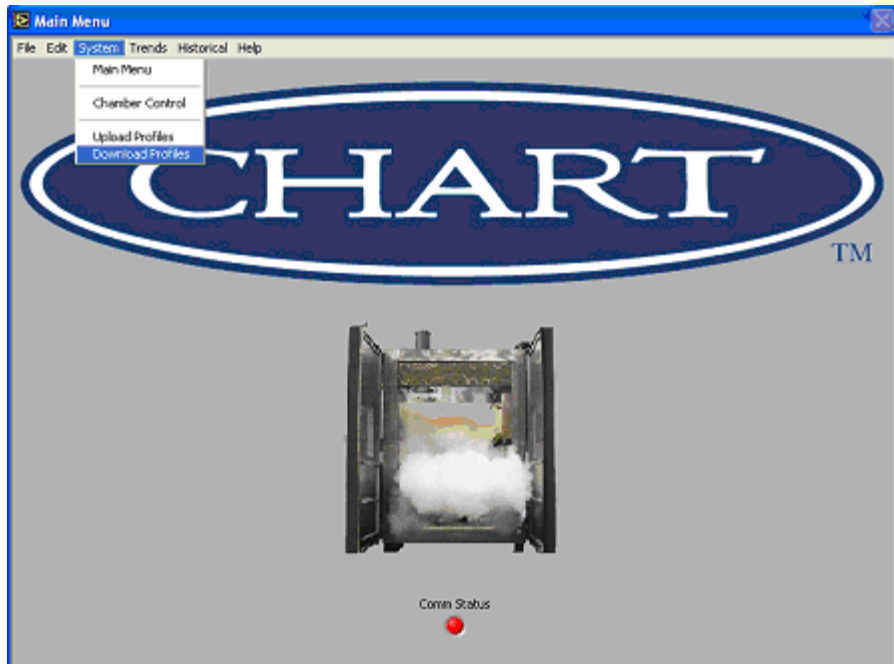 Main Menu
File Edit System Trends Historical Help
Main Menu
Chamber Control
Upload Profiles
Download Profiles
CHART
TM
Comm Status